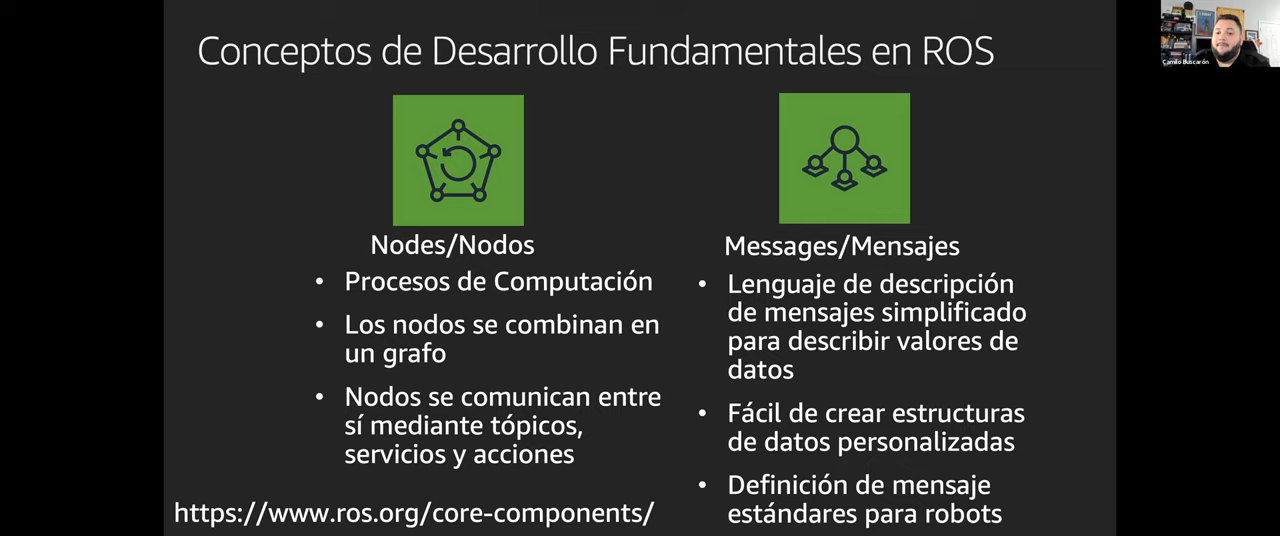 Conceptos de Desarrollo Fundamentales en ROS
Camilo Buscarón
Nodes/Nodos
• Procesos de Computación
• Los nodos se combinan en
un grafo
• Nodos se comunican entre
sí mediante tópicos,
servicios y acciones
https://www.ros.org/core-components/
Messages/Mensajes
• Lenguaje de descripción
de mensajes simplificado
para describir valores de
datos
• Fácil de crear estructuras
de datos personalizadas
• Definición de mensaje
estándares para robots